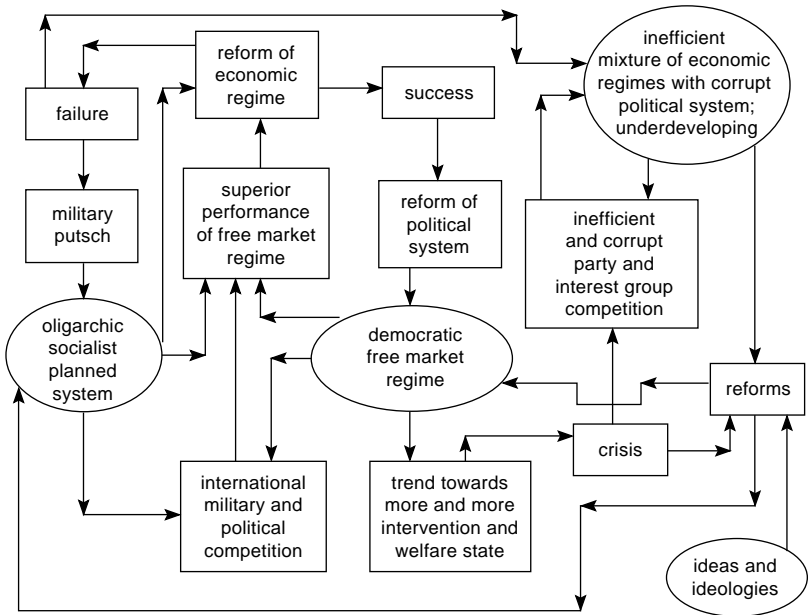 reform of
economic
regime
success
inefficient
mixture of economic
regimes with corrupt
political system;
underdeveloping
failure
military
putsch
superior
performance
of free market
regime
reform of
political
system
inefficient
and corrupt
party and
interest group
competition
oligarchic
socialist
planned
system
democratic
free market
regime
reforms
crisis
international
military and
political
competition
trend towards
more and more
intervention and
welfare state
ideas and
ideologies